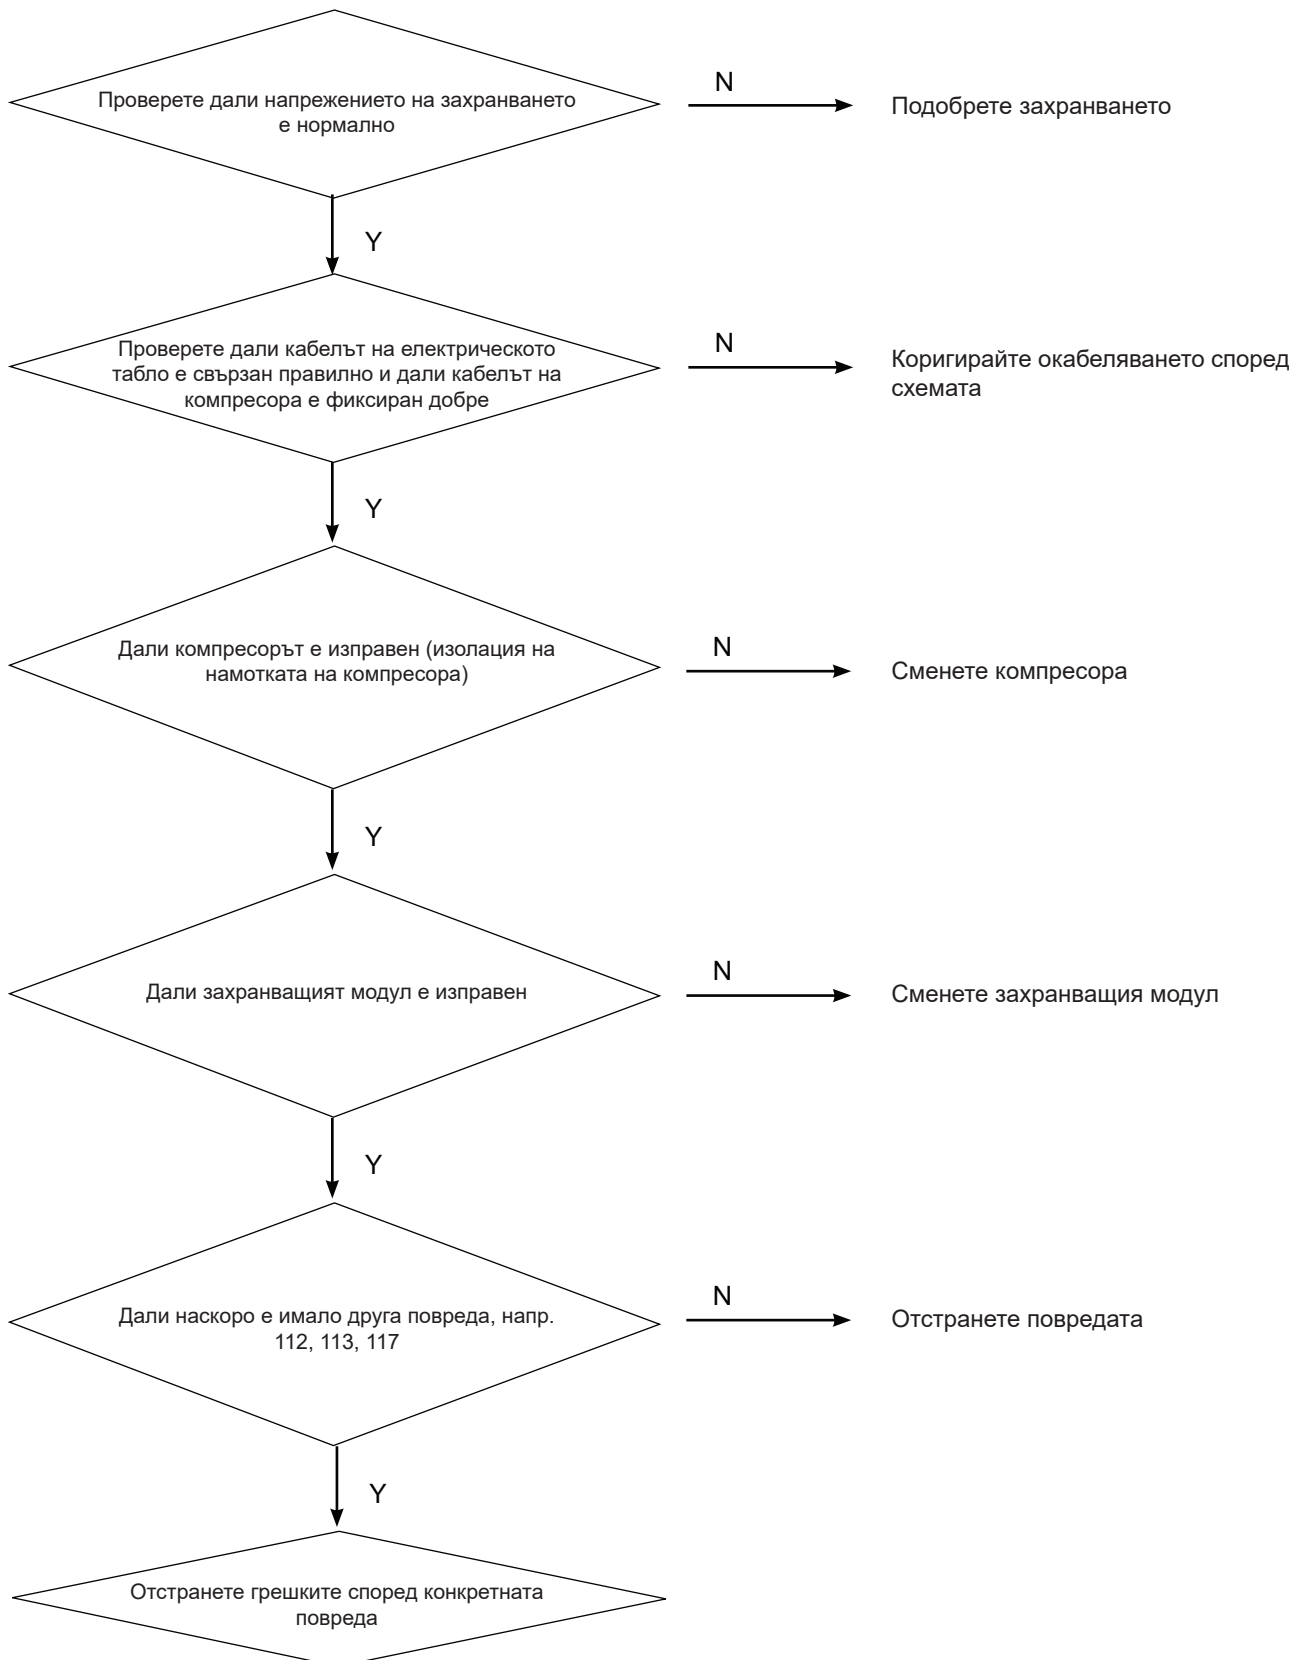 Проверете дали напрежението на захранването
е нормално
N
Подобрете захранването
Y
Проверете дали кабелът на електрическото
табло е свързан правилно и дали кабелът на
компресора е фиксиран добре
N
Коригирайте окабеляването според
схемата
Y
Дали компресорът е изправен (изолация на
намотката на компресора)
N
Сменете компресора
Y
Дали захранващият модул е изправен
N
Сменете захранващия модул
Y
Дали наскоро е имало друга повреда, напр.
112, 113, 117
N
Отстранете повредата
Y
Отстранете грешките според конкретната
повреда